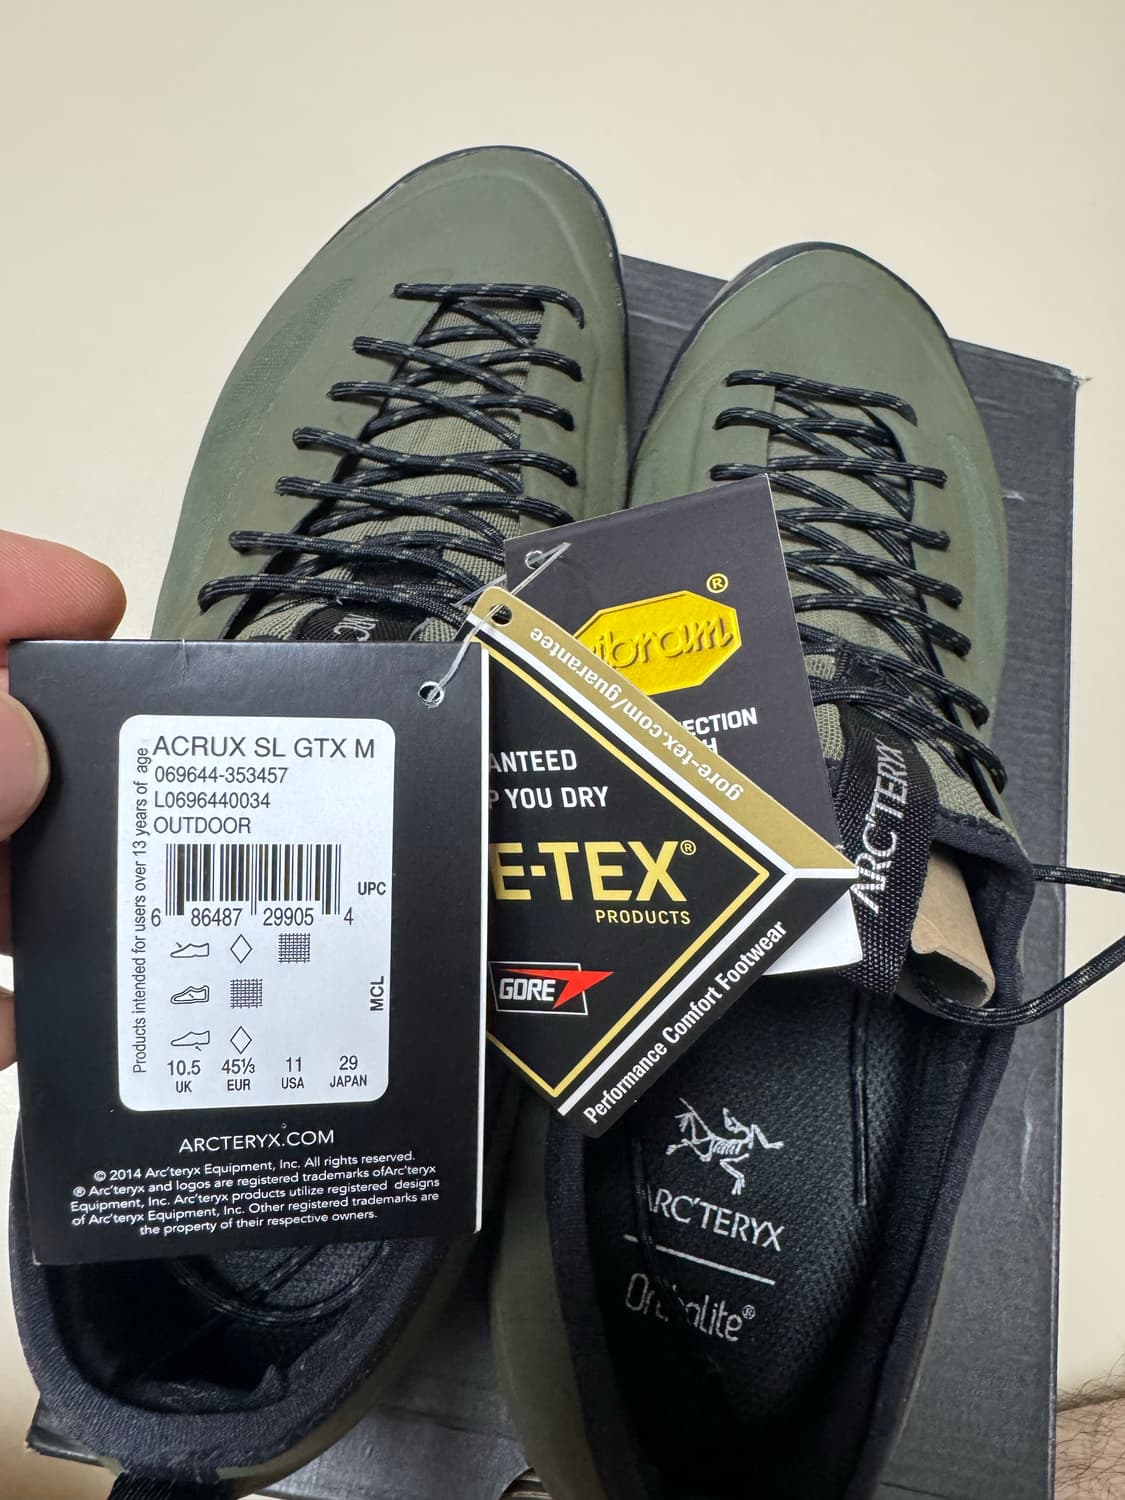 ACRUX SL GTX M
069644-353457
L0696440034
OUTDOOR
6 86487 29905 4
UPC
MCL
Products intended for users over 13 years of age
10.5 45⅓ 11 29
UK EUR USA JAPAN
ARCTERYX.COM
© 2014 Arc'teryx Equipment, Inc. All rights reserved.
® Arc'teryx and logos are registered trademarks ofArc'teryx
Equipment, Inc. Arc'teryx products utilize registered designs
of Arc'teryx Equipment, Inc. Other registered trademarks are
the property of their respective owners.
vibram®
gore-tex.com/guarantee
YOU DRY
E-TEX®
PRODUCTS
GORE
Performance Comfort Footwear
ARC'TERYX
ARC'TERYX